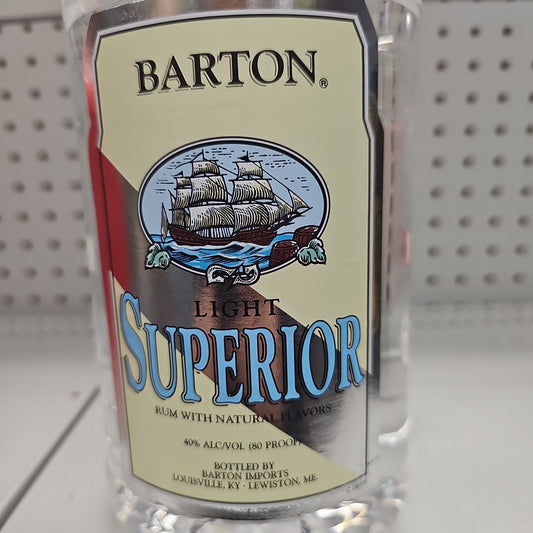 BARTON®
LIGHT
SUPERIOR
RUM WITH NATURAL FLAVORS
40% ALC/VOL (80 PROOF)
BOTTLED BY
BARTON IMPORTS
LOUISVILLE, KY - LEWISTON, ME.